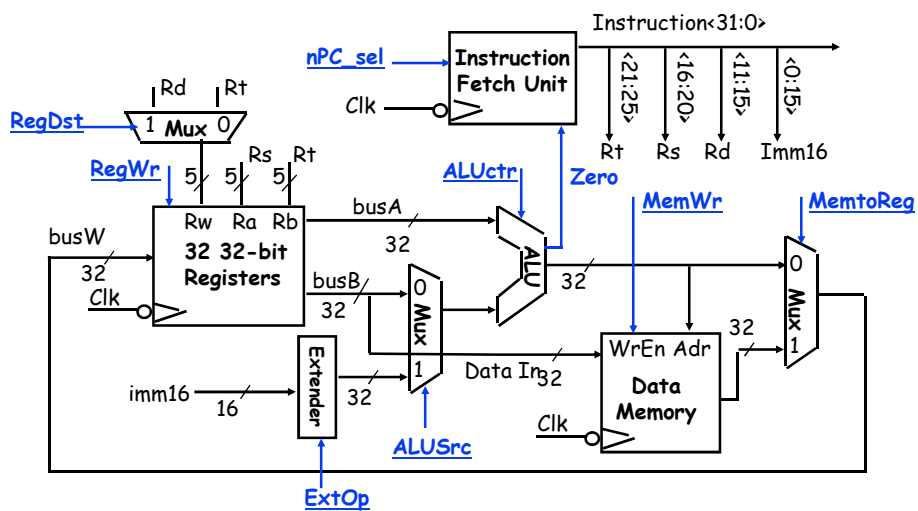 Instruction<31:0>
nPC_sel
Instruction
Fetch Unit
Clk
<21:25>
<16:20>
<11:15>
<0:15>
Rt
Rs
Rd
Imm16
Rd
Rt
RegDst
1 Mux 0
Rs
Rt
RegWr
5
5
5
ALUctr
Zero
MemWr
MemtoReg
busA
32
busW
32
Rw Ra Rb
32 32-bit
Registers
Clk
busB
32
0
Mux
1
ALU
32
0
Mux
1
32
WrEn Adr
Data
Memory
Data In
32
Clk
imm16
16
Extender
32
ALUSrc
ExtOp